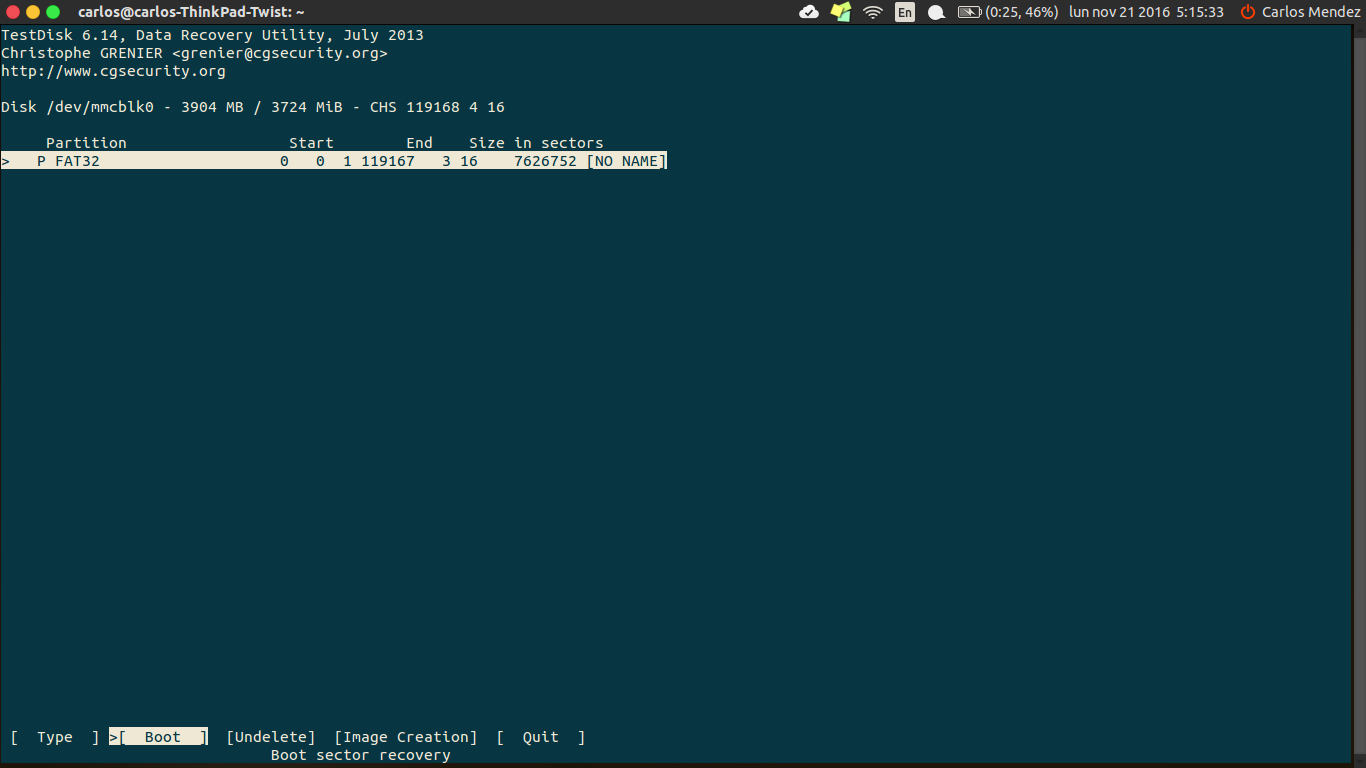 carlos@carlos-ThinkPad-Twist: ~ En (0:25, 46%) lun nov 21 2016 5:15:33 Carlos Mendez
TestDisk 6.14, Data Recovery Utility, July 2013
Christophe GRENIER <grenier@cgsecurity.org>
http://www.cgsecurity.org
Disk /dev/mmcblk0 - 3904 MB / 3724 MiB - CHS 119168 4 16
Partition Start End Size in sectors
> P FAT32 0 0 1 119167 3 16 7626752 [NO NAME]
[ Type ] >[ Boot ] [Undelete] [Image Creation] [ Quit ]
Boot sector recovery